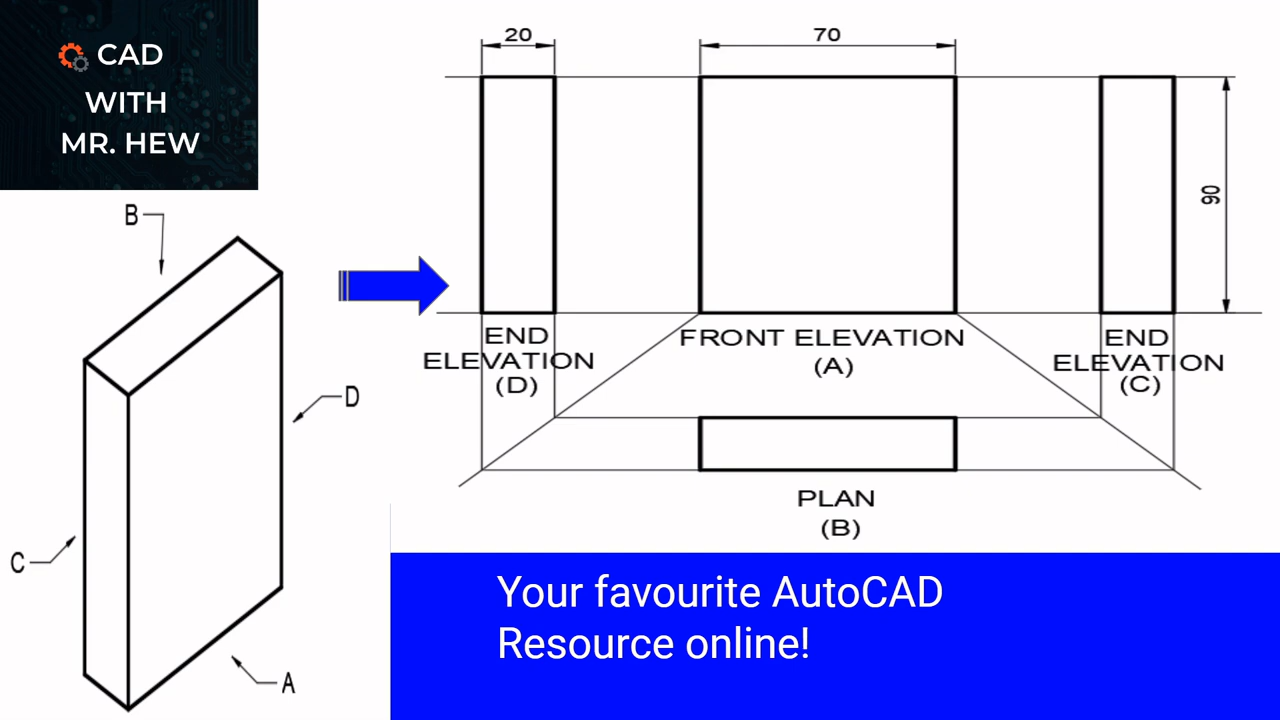 CAD
WITH
MR. HEW
20
70
90
END
ELEVATION
(D)
FRONT ELEVATION
(A)
END
ELEVATION
(C)
PLAN
(B)
B
D
C
A
Your favourite AutoCAD
Resource online!